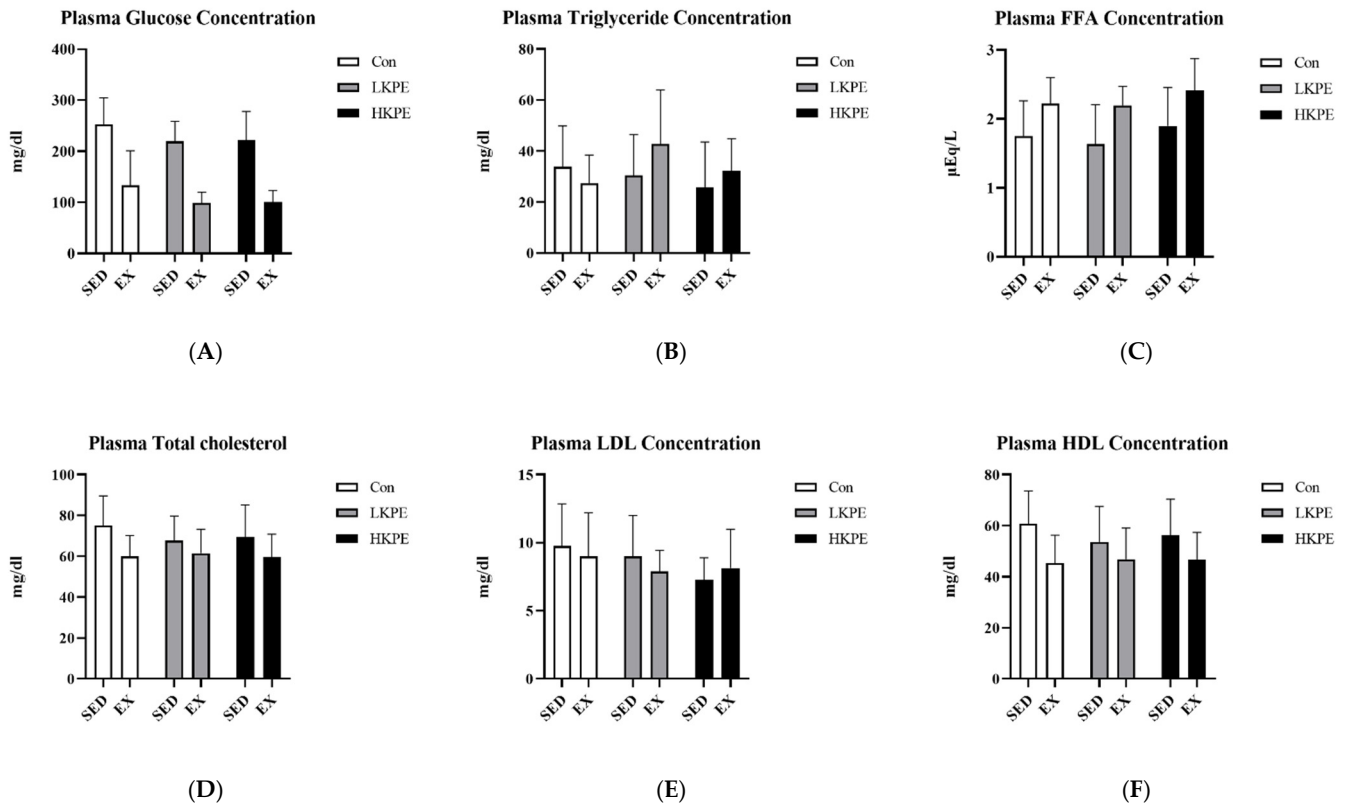 Plasma Glucose Concentration
400
300
200
100
0
mg/dl
SED EX SED EX SED EX
Con
LKPE
HKPE
(A)
Plasma Triglyceride Concentration
80
60
40
20
0
mg/dl
SED EX SED EX SED EX
Con
LKPE
HKPE
(B)
Plasma FFA Concentration
3
2
1
0
µEq/L
SED EX SED EX SED EX
Con
LKPE
HKPE
(C)
Plasma Total cholesterol
100
80
60
40
20
0
mg/dl
SED EX SED EX SED EX
Con
LKPE
HKPE
(D)
Plasma LDL Concentration
15
10
5
0
mg/dl
SED EX SED EX SED EX
Con
LKPE
HKPE
(E)
Plasma HDL Concentration
80
60
40
20
0
mg/dl
SED EX SED EX SED EX
Con
LKPE
HKPE
(F)